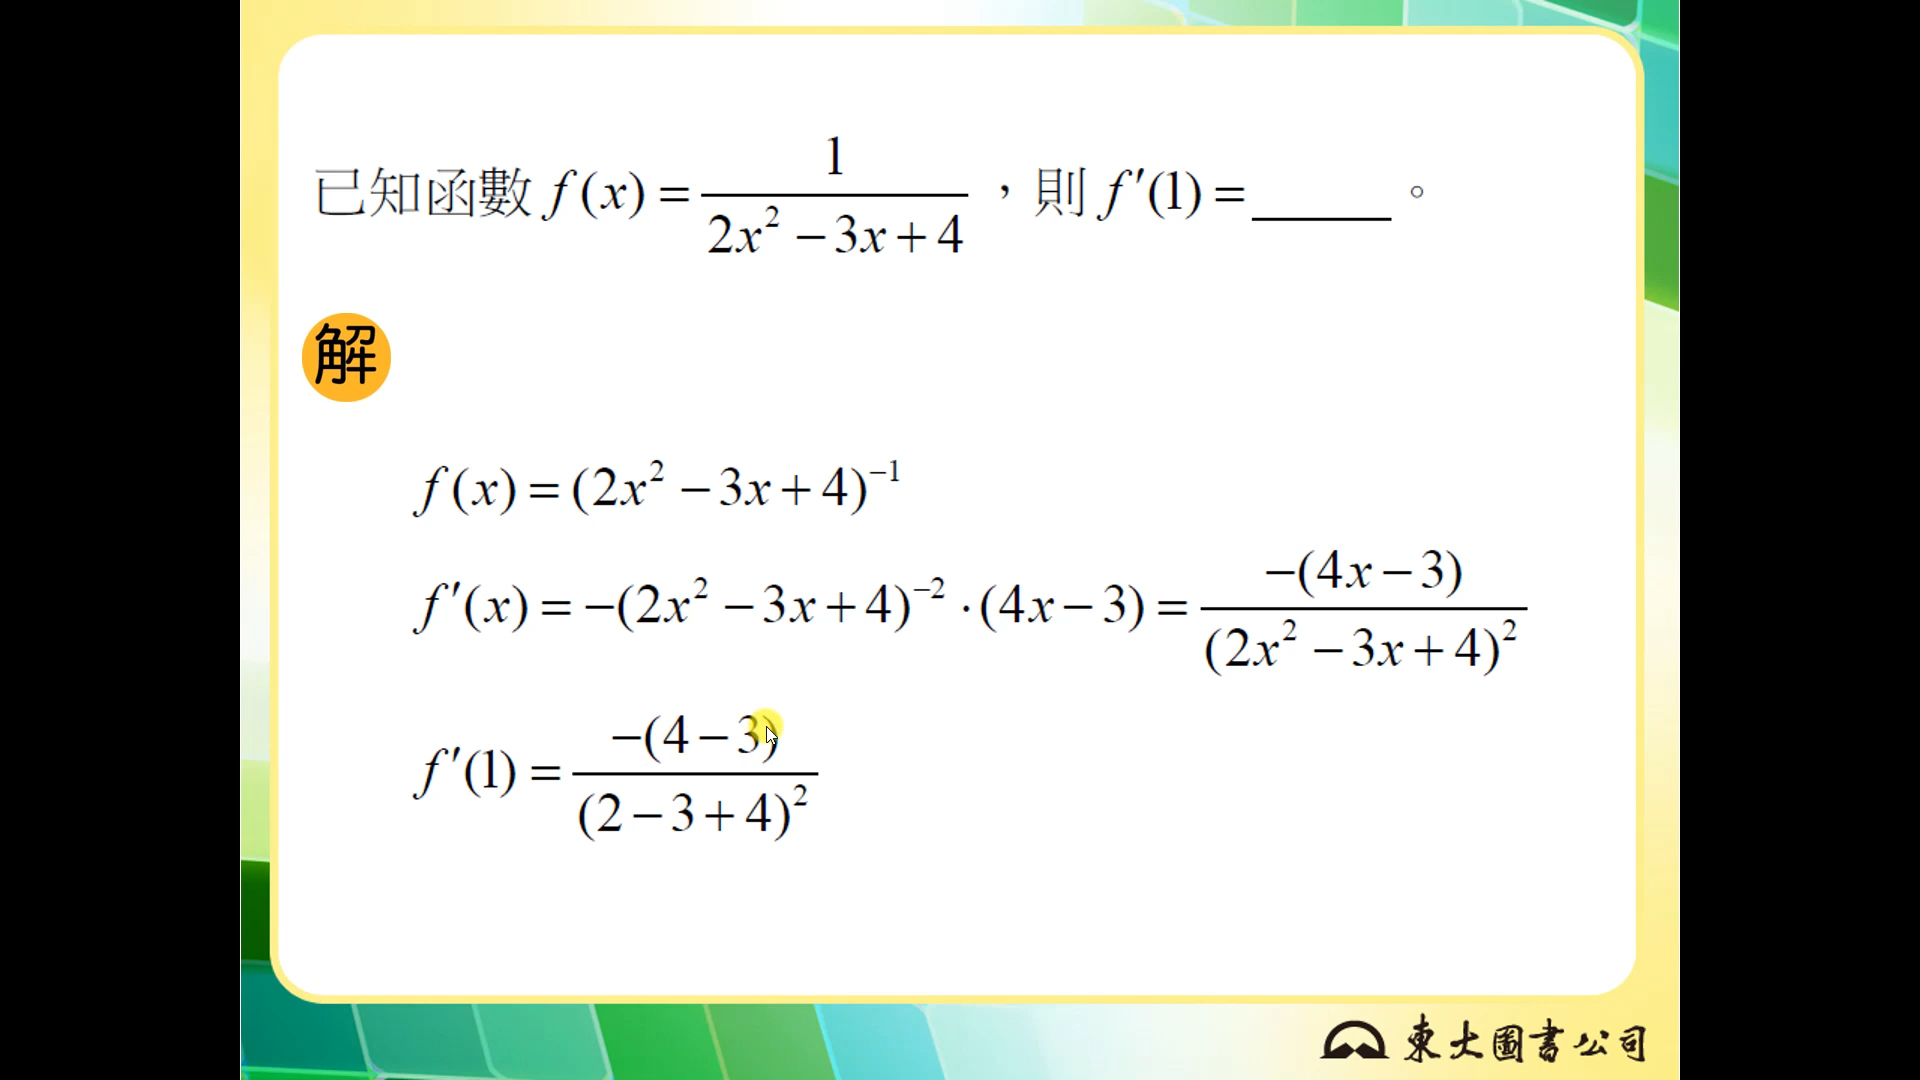 已知函數 f(x) = 1/(2x² − 3x + 4),則 f′(1) = _____。
解
f(x) = (2x² − 3x + 4)⁻¹
f′(x) = −(2x² − 3x + 4)⁻² · (4x − 3) = −(4x − 3)/(2x² − 3x + 4)²
f′(1) = −(4 − 3)/(2 − 3 + 4)²
東大圖書公司